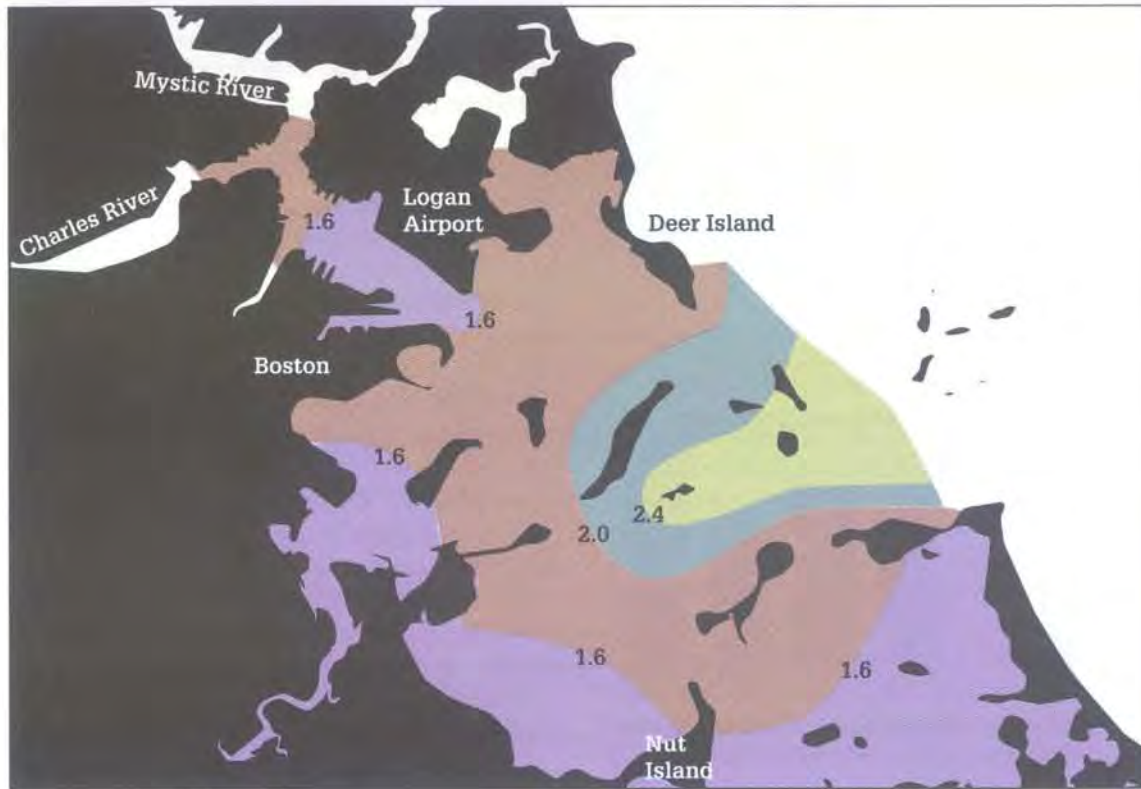 Mystic River
Charles River
Logan
Airport
Deer Island
1.6
1.6
Boston
1.6
2.4
2.0
1.6
1.6
Nut
Island